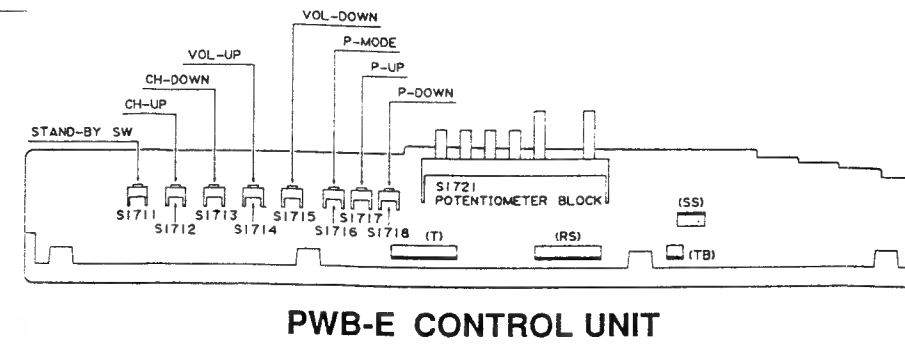 VOL-DOWN
P-MODE
VOL-UP
P-UP
CH-DOWN
P-DOWN
CH-UP
STAND-BY SW
S1721
POTENTIOMETER BLOCK
S1711 S1713 S1715 S1717
S1712 S1714 S1716 S1718
(SS)
(T) (RS) (TB)
PWB-E CONTROL UNIT